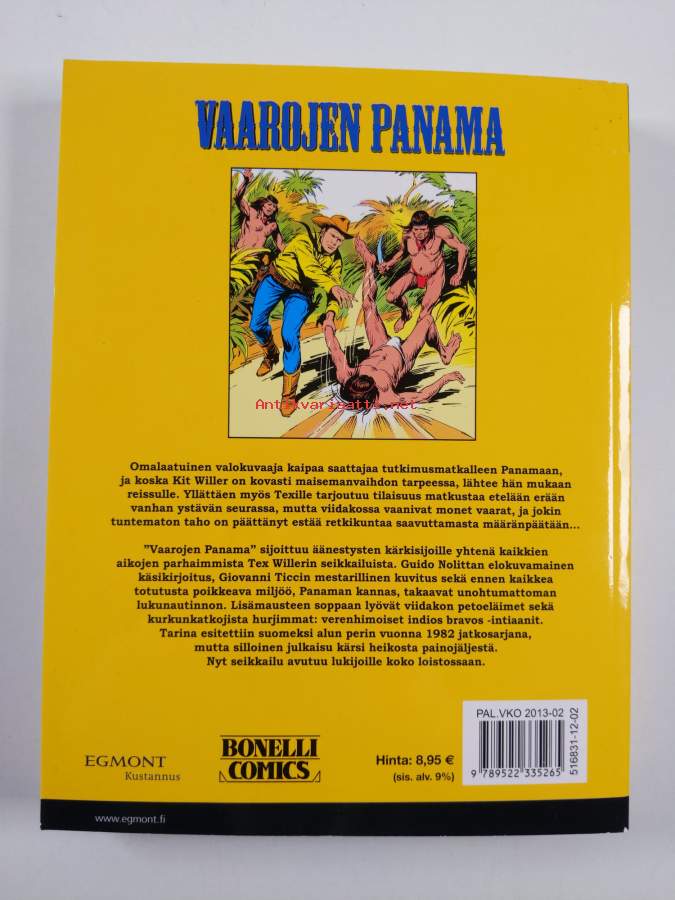 VAAROJEN PANAMA
Antikvarisatti.net
Omalaatuinen valokuvaaja kaipaa saattajaa tutkimusmatkalleen Panamaan,
ja koska Kit Willer on kovasti maisemanvaihdon tarpeessa, lähtee hän mukaan
reissulle. Yllättäen myös Texille tarjoutuu tilaisuus matkustaa etelään erään
vanhan ystävän seurassa, mutta viidakossa vaanivat monet vaarat, ja jokin
tuntematon taho on päättänyt estää retkikuntaa saavuttamasta määränpäätään...
”Vaarojen Panama” sijoittuu äänestysten kärkisijoille yhtenä kaikkien
aikojen parhaimmista Tex Willerin seikkailuista. Guido Nolittan elokuvamainen
käsikirjoitus, Giovanni Ticcin mestarillinen kuvitus sekä ennen kaikkea
totutusta poikkeava miljöö, Panaman kannas, takaavat unohtumattoman
lukunautinnon. Lisämausteen soppaan lyövät viidakon petoeläimet sekä
kurkunkatkojista hurjimmat: verenhimoiset indios bravos -intiaanit.
Tarina esitettiin suomeksi alun perin vuonna 1982 jatkosarjana,
mutta silloinen julkaisu kärsi heikosta painojäljestä.
Nyt seikkailu avutuu lukijoille koko loistossaan.
PAL.VKO 2013-02
516831-12-02
9 789522 335265
EGMONT
Kustannus
BONELLI
COMICS
Hinta: 8,95 €
(sis. alv. 9%)
www.egmont.fi